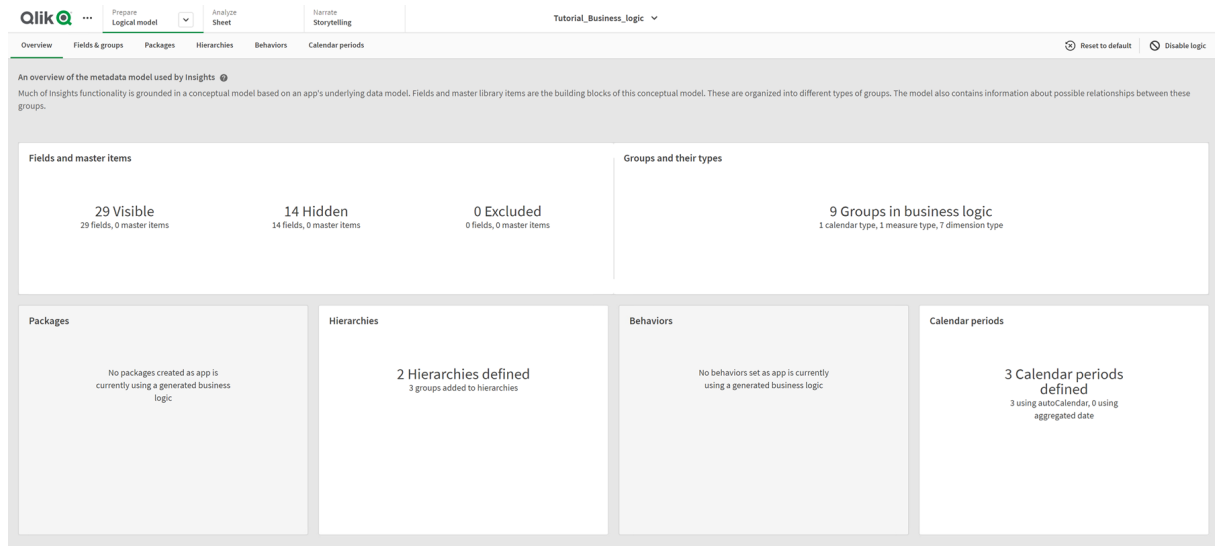 Qlik
Prepare
Logical model
Analyze
Sheet
Narrate
Storytelling
Tutorial_Business_logic
Overview
Fields & groups
Packages
Hierarchies
Behaviors
Calendar periods
Reset to default
Disable logic
An overview of the metadata model used by Insights
Much of Insights functionality is grounded in a conceptual model based on an app's underlying data model. Fields and master library items are the building blocks of this conceptual model. These are organized into different types of groups. The model also contains information about possible relationships between these
groups.
Fields and master items
29 Visible
29 fields, 0 master items
14 Hidden
14 fields, 0 master items
0 Excluded
0 fields, 0 master items
Groups and their types
9 Groups in business logic
1 calendar type, 1 measure type, 7 dimension type
Packages
No packages created as app is
currently using a generated business
logic
Hierarchies
2 Hierarchies defined
3 groups added to hierarchies
Behaviors
No behaviors set as app is currently
using a generated business logic
Calendar periods
3 Calendar periods
defined
3 using autoCalendar, 0 using
aggregated date